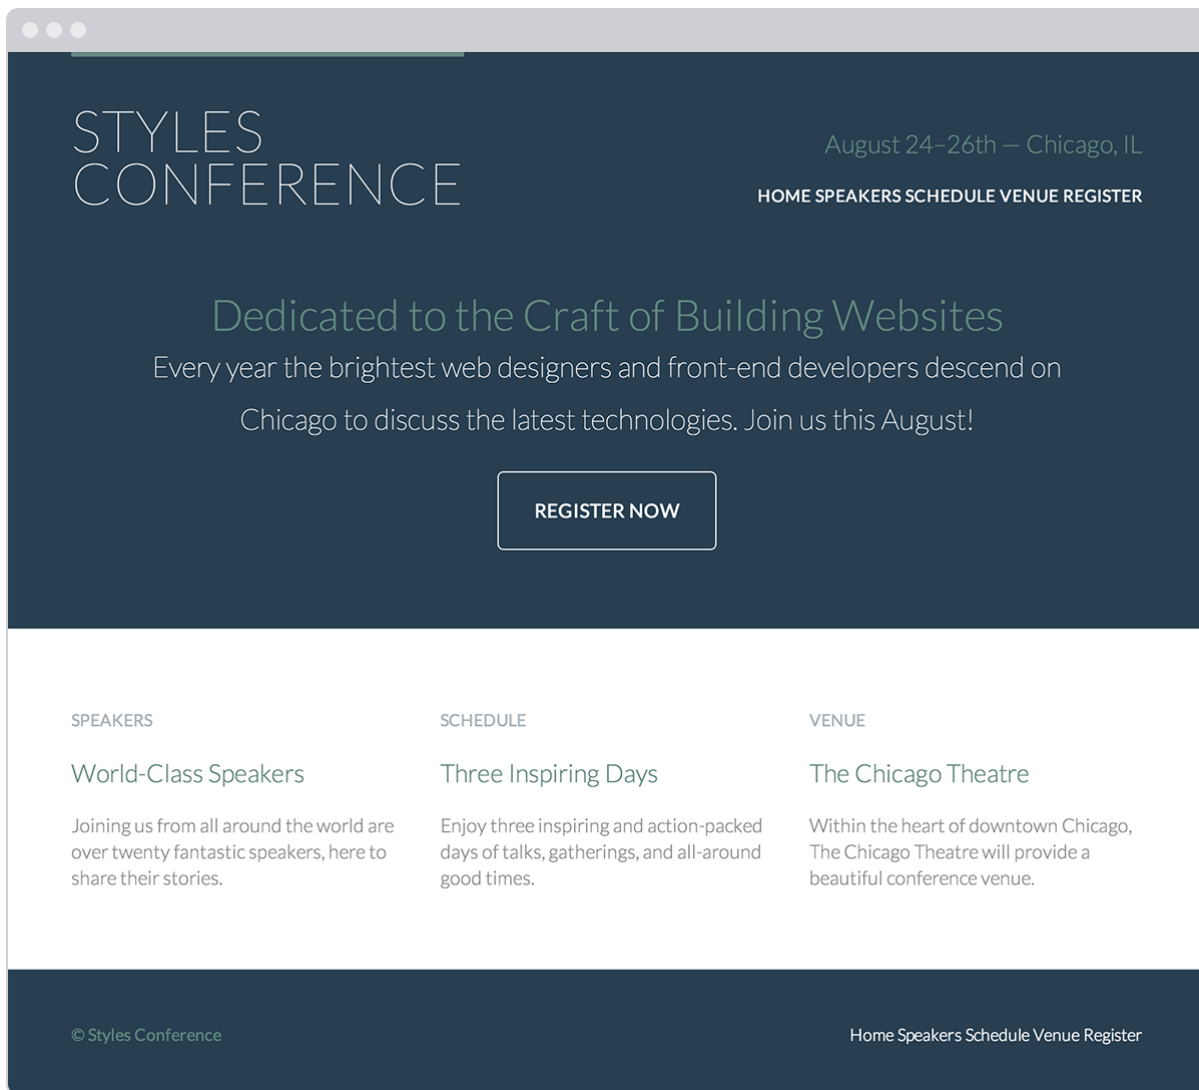 STYLES
CONFERENCE
August 24–26th — Chicago, IL
HOME SPEAKERS SCHEDULE VENUE REGISTER
Dedicated to the Craft of Building Websites
Every year the brightest web designers and front-end developers descend on
Chicago to discuss the latest technologies. Join us this August!
REGISTER NOW
SPEAKERS
World-Class Speakers
Joining us from all around the world are
over twenty fantastic speakers, here to
share their stories.
SCHEDULE
Three Inspiring Days
Enjoy three inspiring and action-packed
days of talks, gatherings, and all-around
good times.
VENUE
The Chicago Theatre
Within the heart of downtown Chicago,
The Chicago Theatre will provide a
beautiful conference venue.
© Styles Conference
Home Speakers Schedule Venue Register